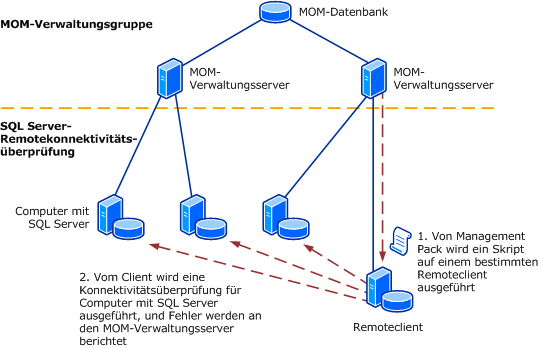 MOM-Verwaltungsgruppe
MOM-Datenbank
MOM-
Verwaltungsserver
MOM-
Verwaltungsserver
SQL Server-
Remotekonnektivitäts-
überprüfung
Computer mit
SQL Server
1. Von Management
Pack wird ein Skript
auf einem bestimmten
Remoteclient
ausgeführt
2. Vom Client wird eine
Konnektivitätsüberprüfung für
Computer mit SQL Server
ausgeführt, und Fehler werden an
den MOM-Verwaltungsserver
berichtet
Remoteclient